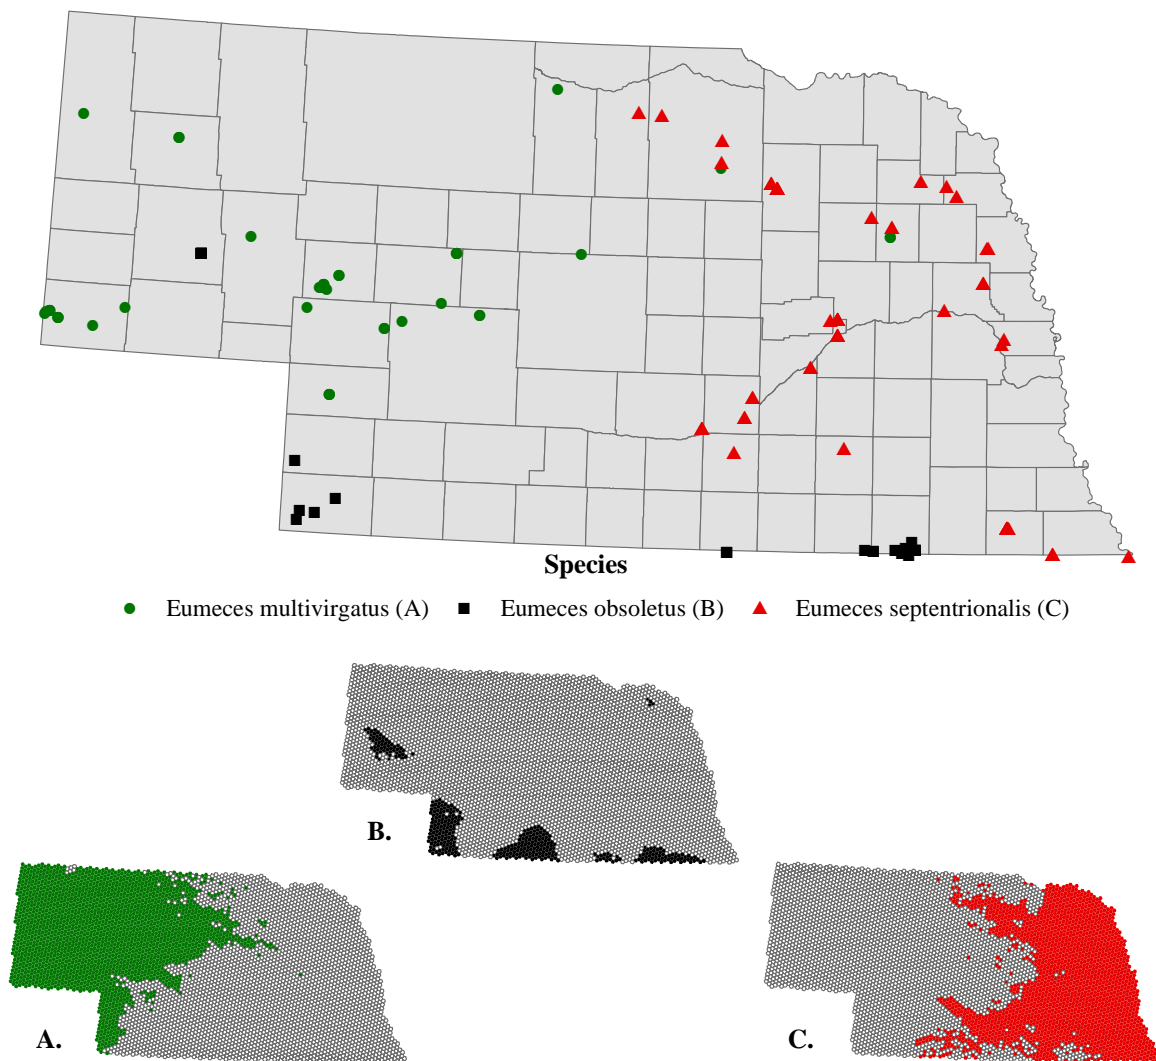 Species
Eumeces multivirgatus (A) Eumeces obsoletus (B) Eumeces septentrionalis (C)
B.
A.
C.